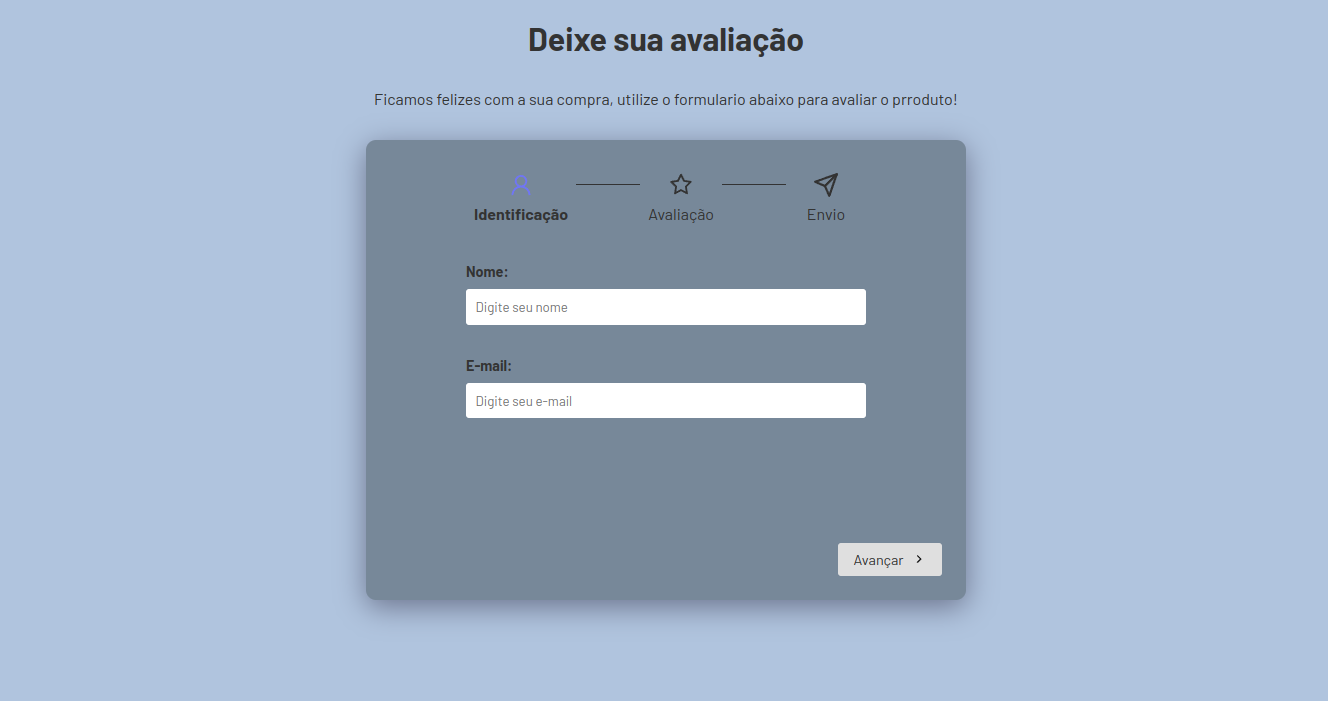 Deixe sua avaliação
Ficamos felizes com a sua compra, utilize o formulario abaixo para avaliar o prroduto!
Identificação
Avaliação
Envio
Nome:
Digite seu nome
E-mail:
Digite seu e-mail
Avançar